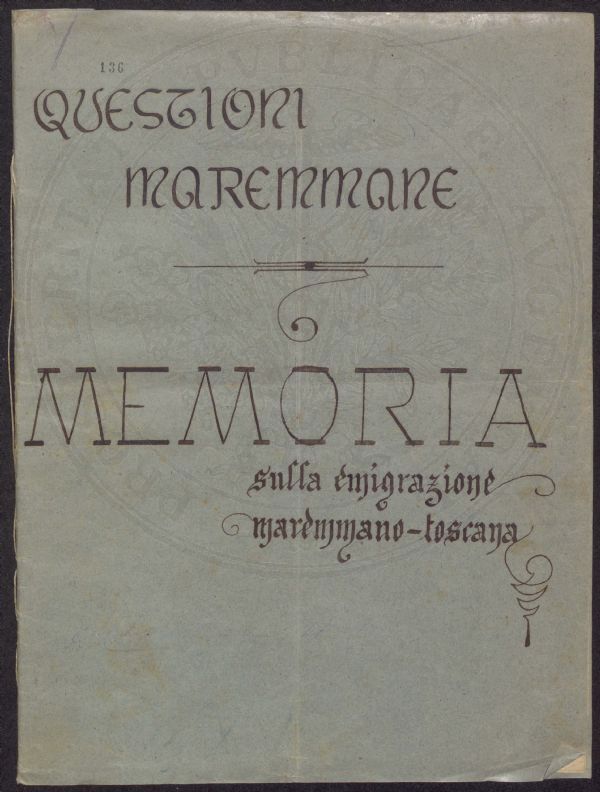 136
QUESTIONI
MAREMMANE
MEMORIA
sulla emigrazione
maremmano-toscana